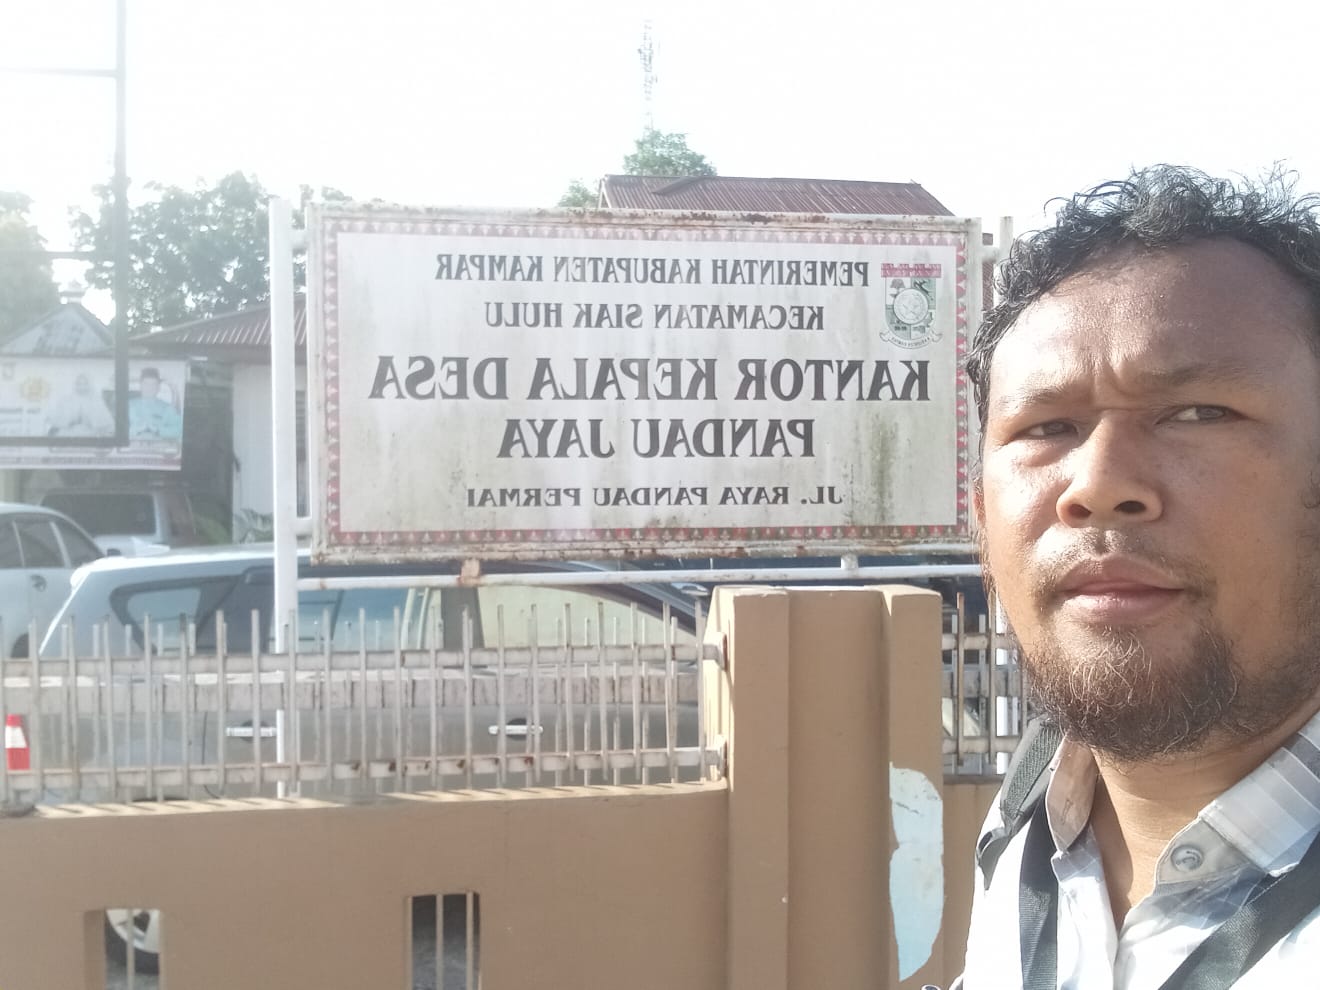 PEMERINTAH KABUPATEN KAMPAR
KECAMATAN SIAK HULU
KANTOR KEPALA DESA
PANDAU JAYA
JL. RAYA PANDAU PERMAI